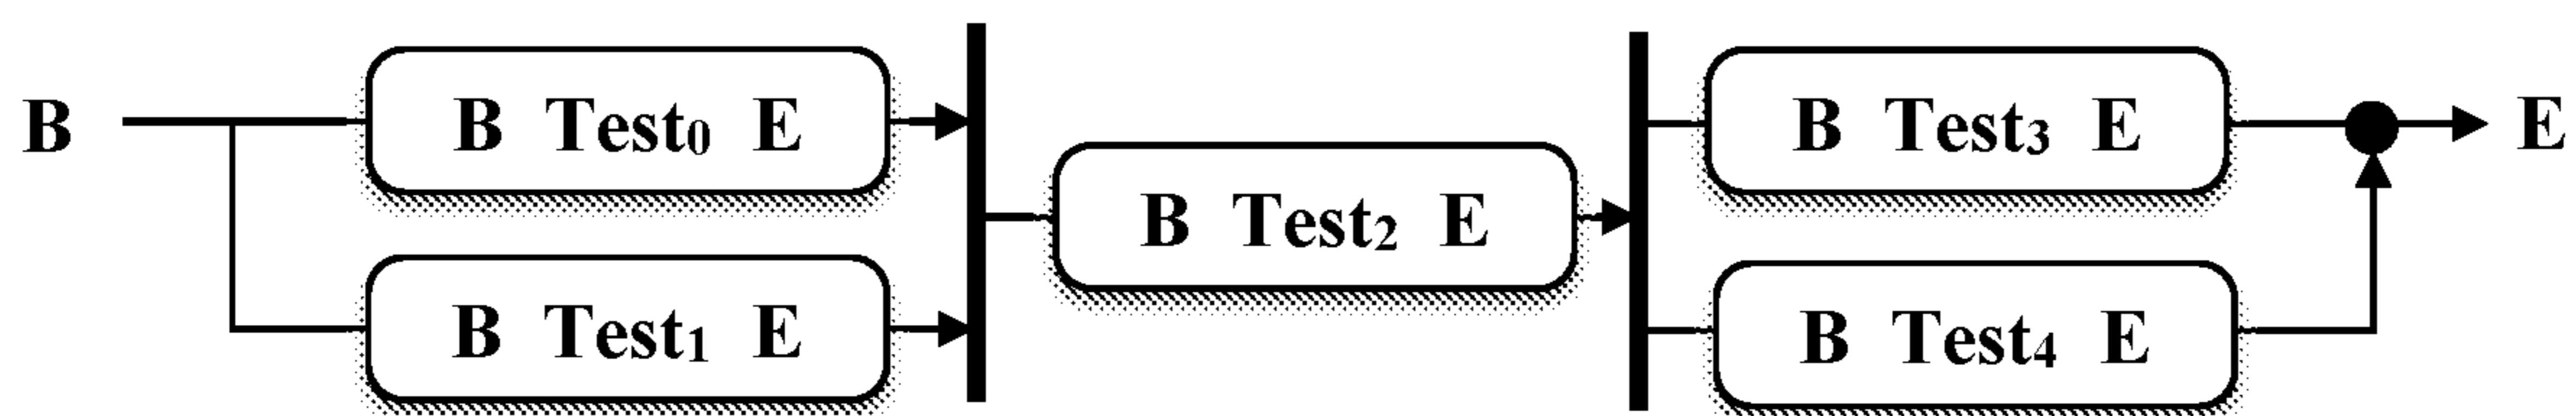 B
B Test₀ E
B Test₁ E
B Test₂ E
B Test₃ E
B Test₄ E
E